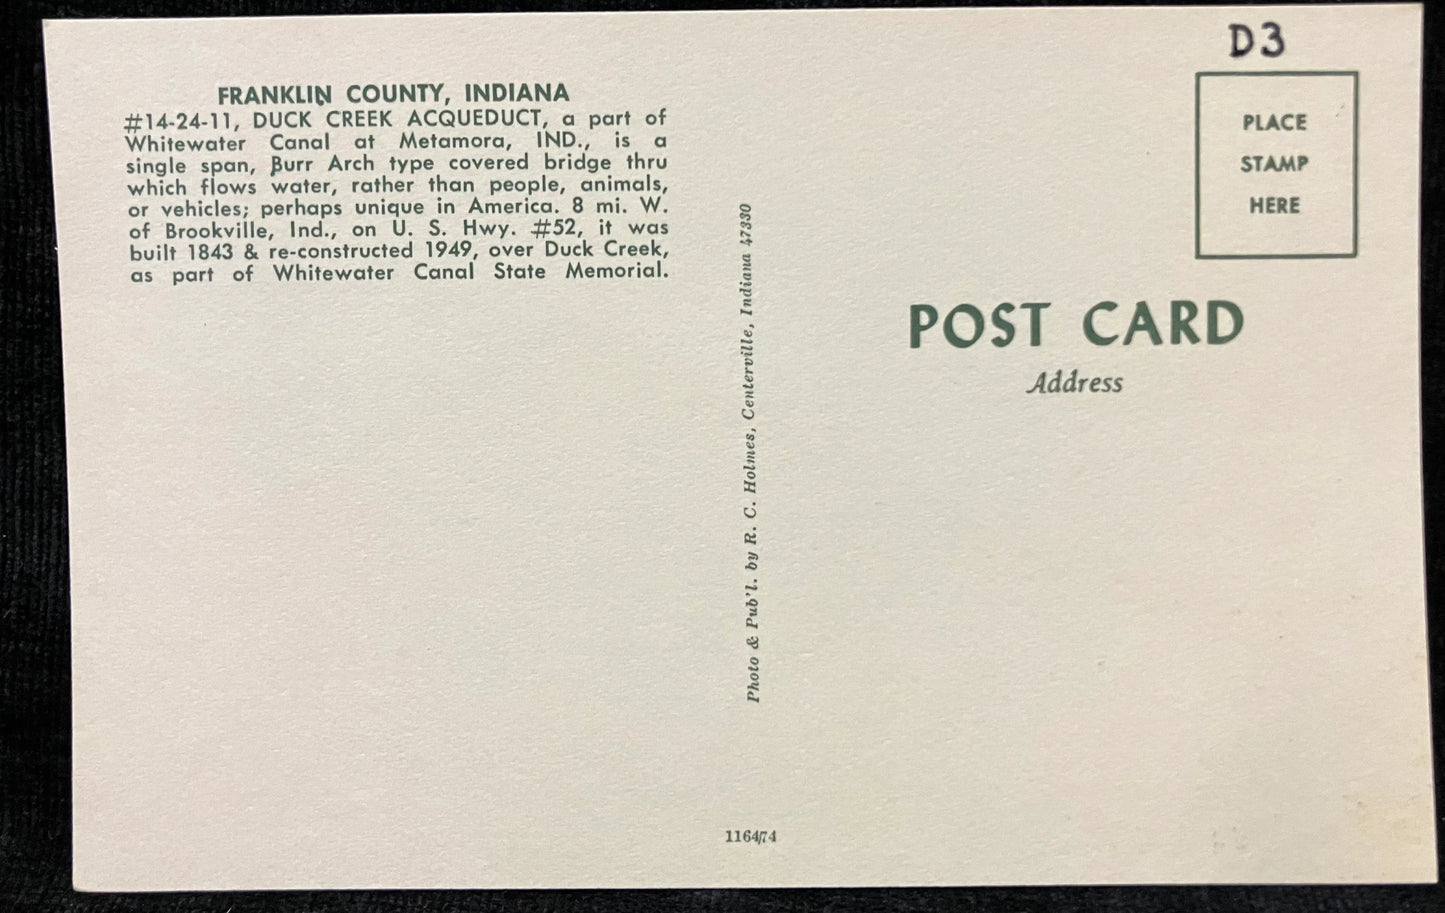 FRANKLIN COUNTY, INDIANA
#14-24-11, DUCK CREEK ACQUEDUCT, a part of
Whitewater Canal at Metamora, IND., is a
single span, Burr Arch type covered bridge thru
which flows water, rather than people, animals,
or vehicles; perhaps unique in America. 8 mi. W.
of Brookville, Ind., on U. S. Hwy. #52, it was
built 1843 & re-constructed 1949, over Duck Creek,
as part of Whitewater Canal State Memorial.
Photo & Pub'l. by R. C. Holmes, Centerville, Indiana 47330
1164/74
D3
PLACE
STAMP
HERE
POST CARD
Address